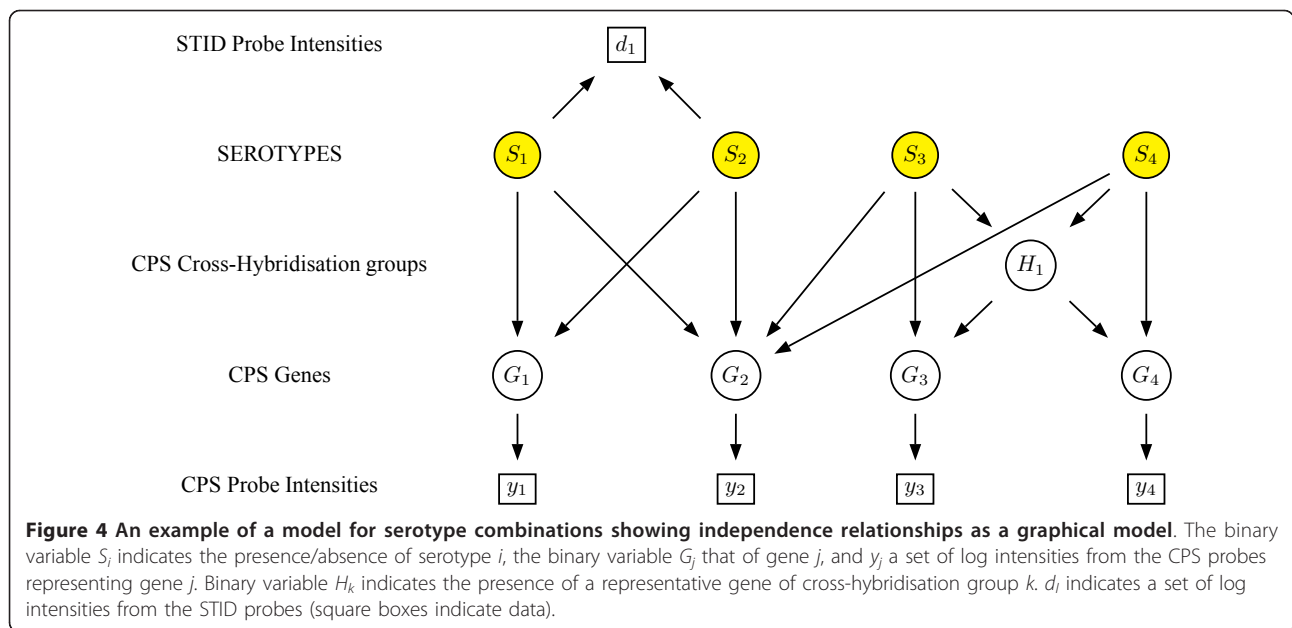 STID Probe Intensities
d₁
SEROTYPES
S₁ S₂ S₃ S₄
CPS Cross-Hybridisation groups
H₁
CPS Genes
G₁ G₂ G₃ G₄
CPS Probe Intensities
y₁ y₂ y₃ y₄
Figure 4 An example of a model for serotype combinations showing independence relationships as a graphical model. The binary
variable Sᵢ indicates the presence/absence of serotype i, the binary variable Gⱼ that of gene j, and yⱼ a set of log intensities from the CPS probes
representing gene j. Binary variable Hₖ indicates the presence of a representative gene of cross-hybridisation group k. dₗ indicates a set of log
intensities from the STID probes (square boxes indicate data).